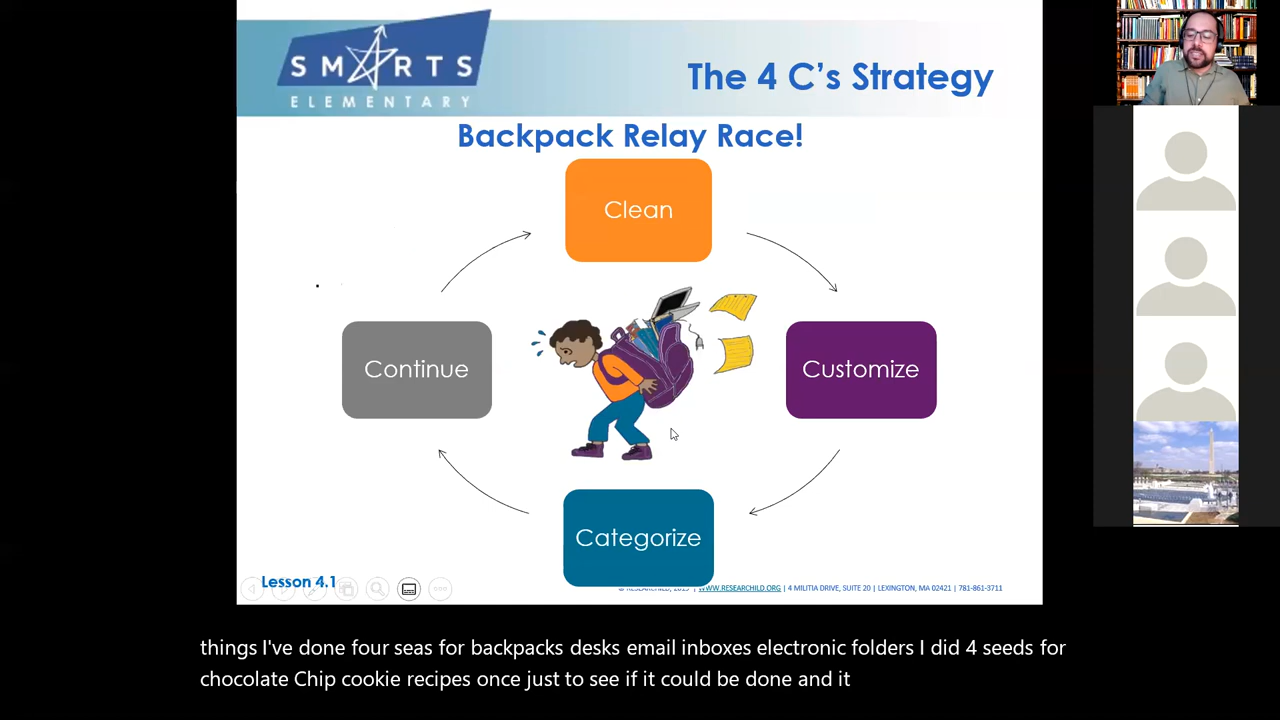 SMARTS
ELEMENTARY
The 4 C's Strategy
Backpack Relay Race!
Clean
Continue
Customize
Categorize
Lesson 4.1
© RESEARCHILD, 2015 | WWW.RESEARCHILD.ORG | 4 MILITIA DRIVE, SUITE 20 | LEXINGTON, MA 02421 | 781-861-3711
things I've done four seas for backpacks desks email inboxes electronic folders I did 4 seeds for
chocolate Chip cookie recipes once just to see if it could be done and it